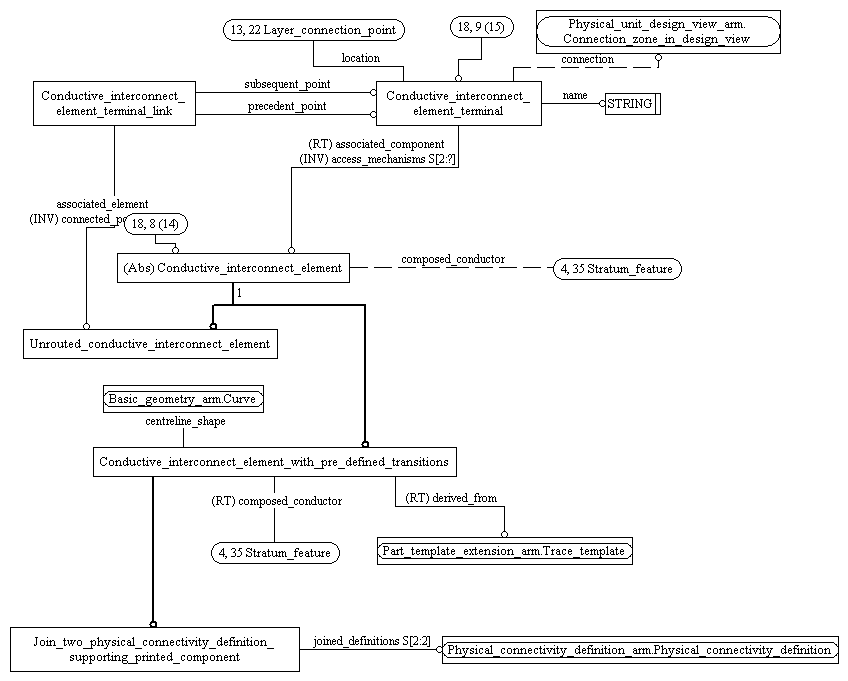 Physical_unit_design_view_arm.
Connection_zone_in_design_view
13, 22 Layer_connection_point
18, 9 (15)
location
connection
subsequent_point
Conductive_interconnect_
element_terminal_link
Conductive_interconnect_
element_terminal
name
STRING
precedent_point
(RT) associated_component
(INV) access_mechanisms S[2:?]
associated_element
(INV) connected_
18, 8 (14)
(Abs) Conductive_interconnect_element
composed_conductor
4, 35 Stratum_feature
1
Unrouted_conductive_interconnect_element
Basic_geometry_arm.Curve
centreline_shape
Conductive_interconnect_element_with_pre_defined_transitions
(RT) composed_conductor
(RT) derived_from
4, 35 Stratum_feature
Part_template_extension_arm.Trace_template
Join_two_physical_connectivity_definition_
supporting_printed_component
joined_definitions S[2:2]
Physical_connectivity_definition_arm.Physical_connectivity_definition